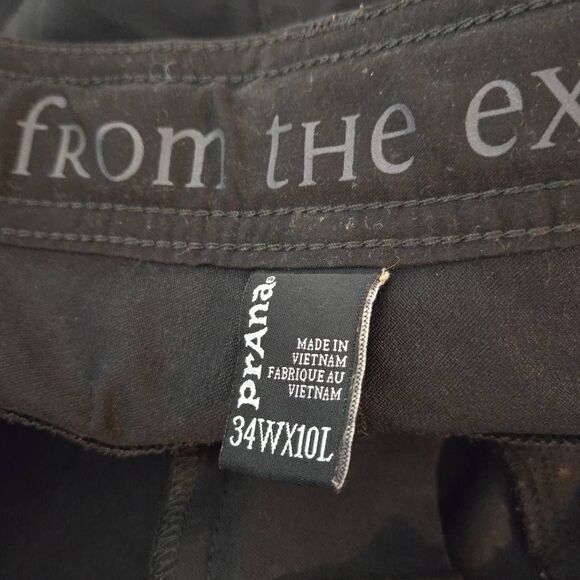 from the ex
prAna®
MADE IN
VIETNAM
FABRIQUE AU
VIETNAM
34WX10L